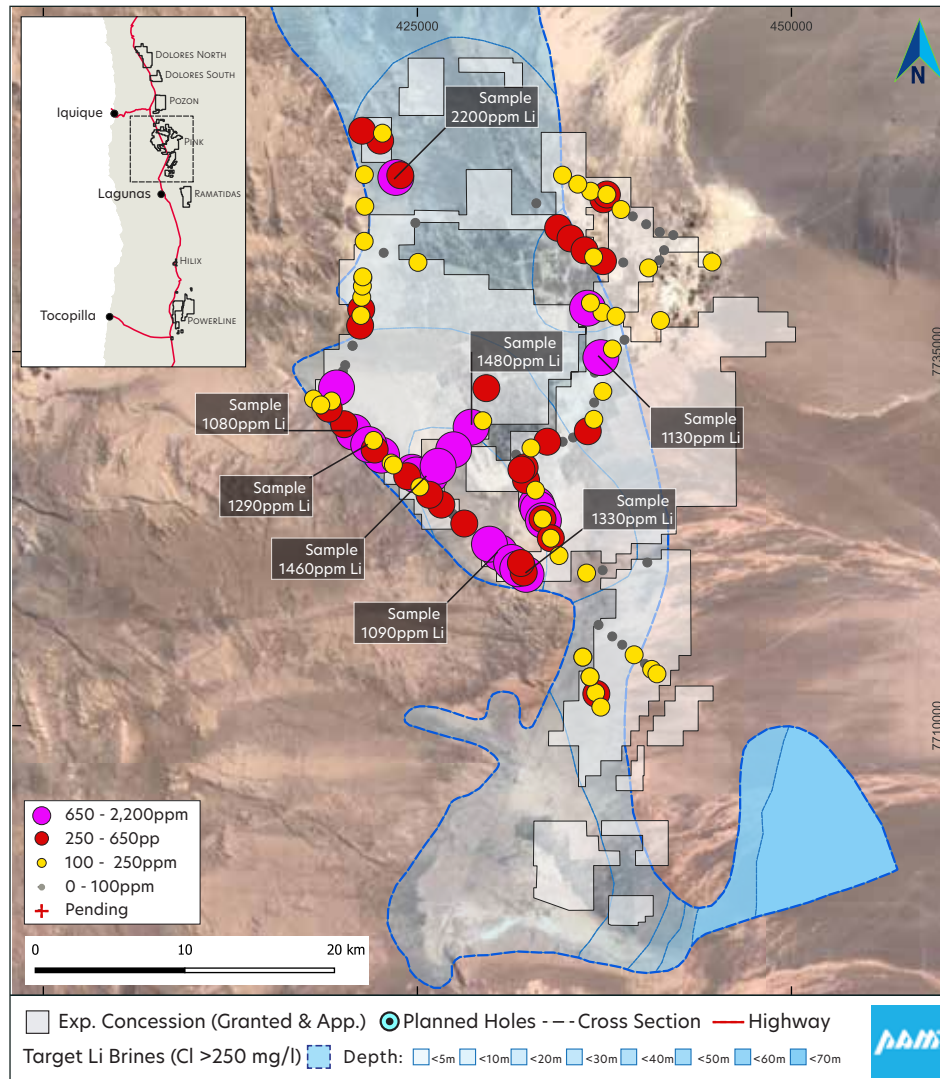 425000
450000
N
DOLORES NORTH
DOLORES SOUTH
POZON
Iquique
PINK
Lagunas
RAMATIDAS
HILIX
Tocopilla
POWERLINE
Sample
2200ppm Li
7735000
Sample
1480ppm Li
Sample
1080ppm Li
Sample
1130ppm Li
Sample
1290ppm Li
Sample
1330ppm Li
Sample
1460ppm Li
Sample
1090ppm Li
7710000
650 - 2,200ppm
250 - 650pp
100 - 250ppm
0 - 100ppm
Pending
0 10 20 km
Exp. Concession (Granted & App.) Planned Holes Cross Section Highway
Target Li Brines (Cl >250 mg/l) Depth: <5m <10m <20m <30m <40m <50m <60m <70m
pam